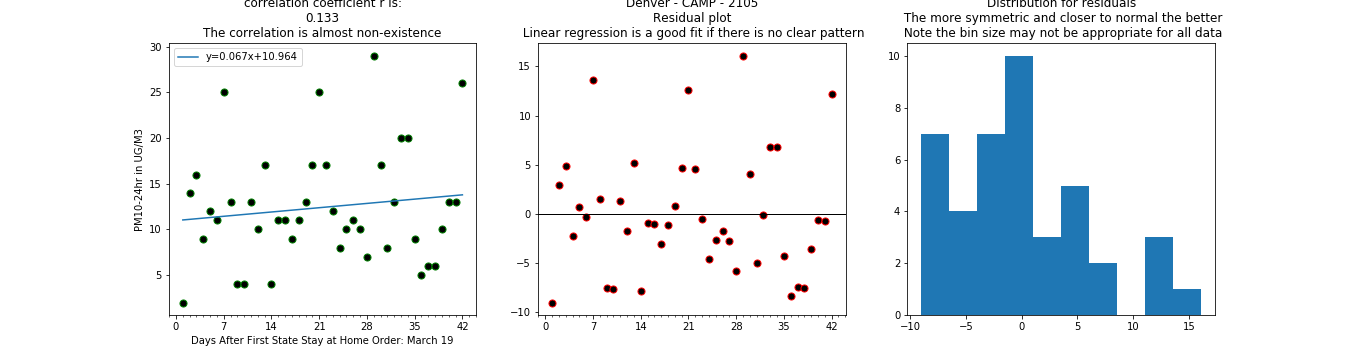 correlation coefficient r is:
0.133
The correlation is almost non-existence
y=0.067x+10.964
PM10-24hr in UG/M3
30
25
20
15
10
5
0 7 14 21 28 35 42
Days After First State Stay at Home Order: March 19
Denver - CAMP - 2105
Residual plot
Linear regression is a good fit if there is no clear pattern
15
10
5
0
−5
−10
0 7 14 21 28 35 42
Distribution for residuals
The more symmetric and closer to normal the better
Note the bin size may not be appropriate for all data
10
8
6
4
2
0
−10 −5 0 5 10 15